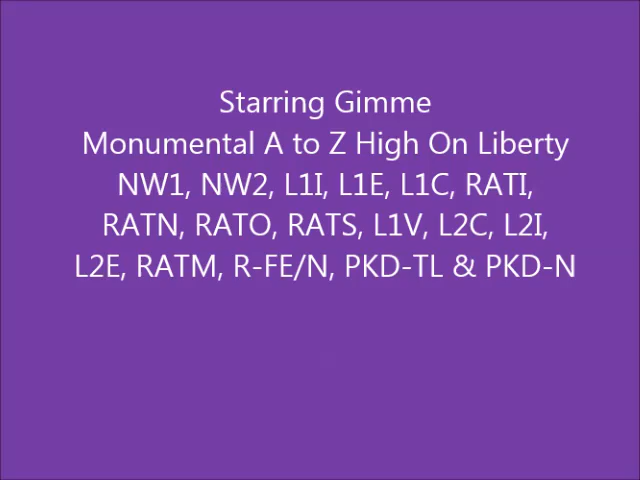 Starring Gimme
Monumental A to Z High On Liberty
NW1, NW2, L1I, L1E, L1C, RATI,
RATN, RATO, RATS, L1V, L2C, L2I,
L2E, RATM, R-FE/N, PKD-TL & PKD-N